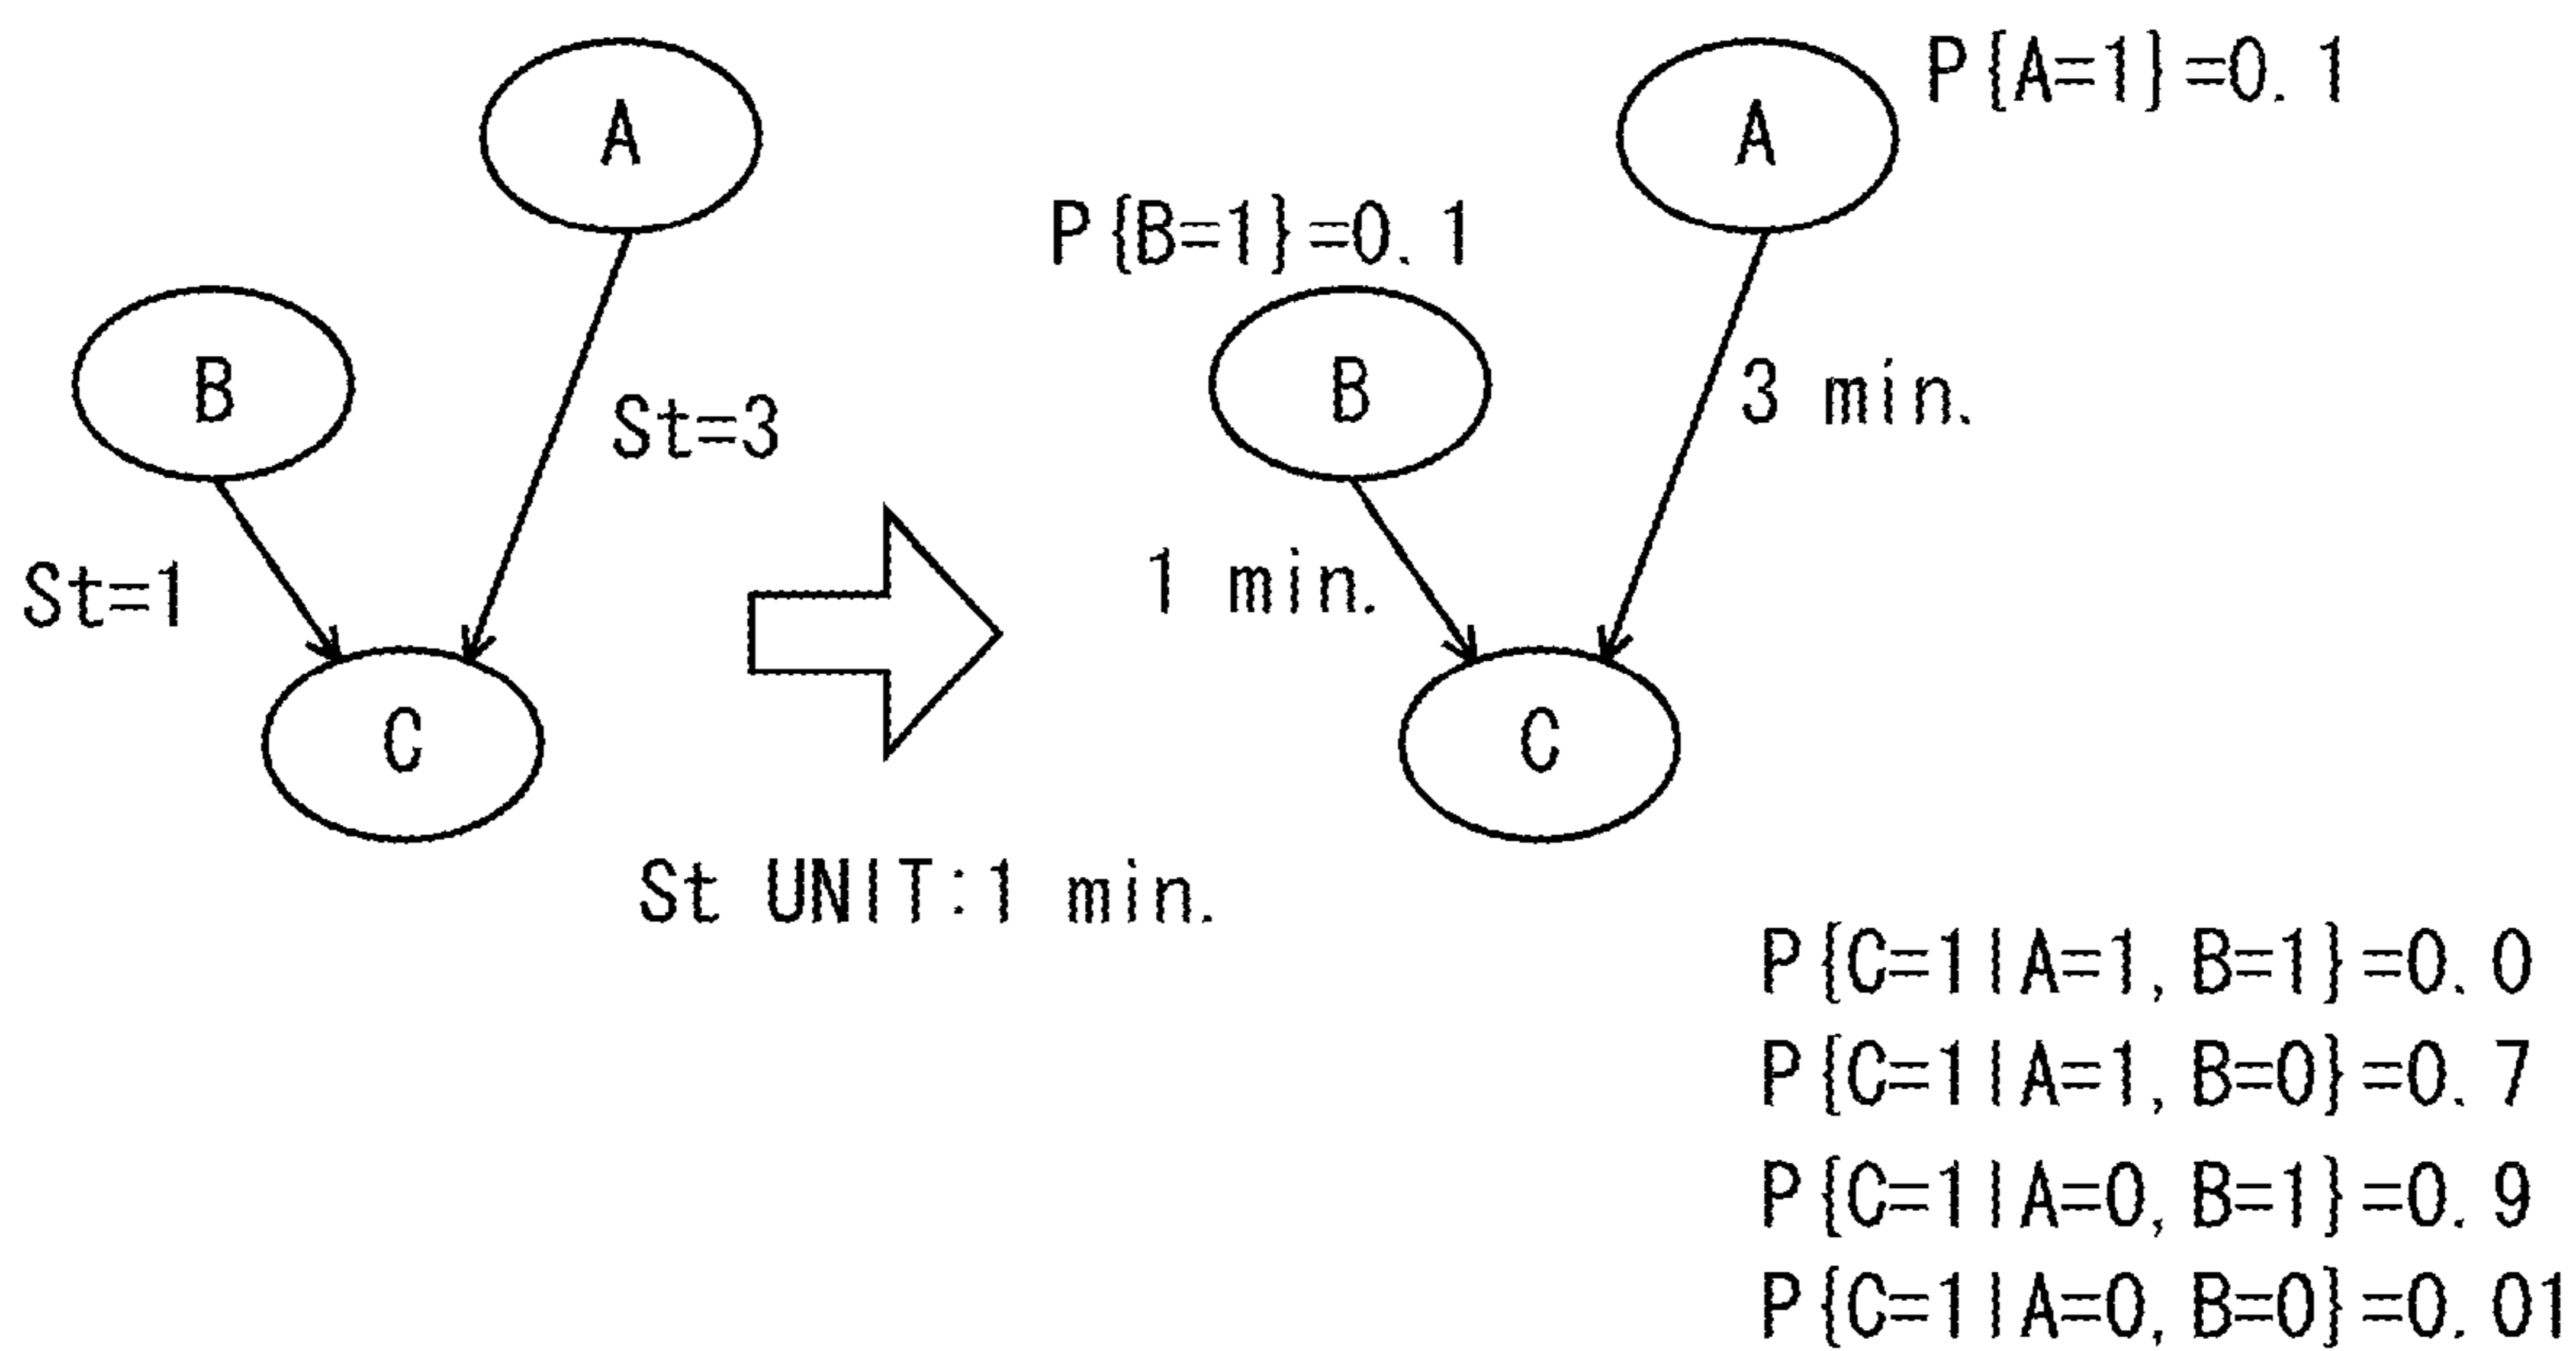 A
B
St=3
St=1
C
St UNIT:1 min.
A
P{A=1}=0.1
P{B=1}=0.1
B
3 min.
1 min.
C
P{C=1|A=1,B=1}=0.0
P{C=1|A=1,B=0}=0.7
P{C=1|A=0,B=1}=0.9
P{C=1|A=0,B=0}=0.01